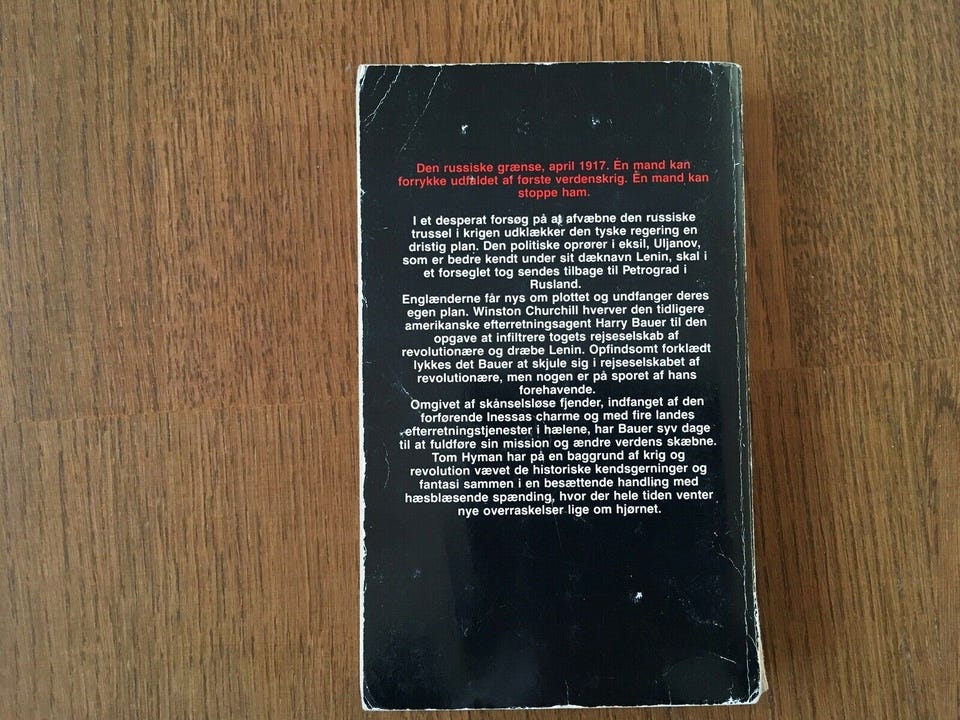 Den russiske grænse, april 1917. Èn mand kan
forrykke udfaldet af første verdenskrig. Èn mand kan
stoppe ham.
I et desperat forsøg på at afvæbne den russiske
trussel i krigen udklækker den tyske regering en
dristig plan. Den politiske oprører i eksil, Uljanov,
som er bedre kendt under sit dæknavn Lenin, skal i
et forseglet tog sendes tilbage til Petrograd i
Rusland.
Englænderne får nys om plottet og undfanger deres
egen plan. Winston Churchill hverver den tidligere
amerikanske efterretningsagent Harry Bauer til den
opgave at infiltrere togets rejseselskab af
revolutionære og dræbe Lenin. Opfindsomt forklædt
lykkes det Bauer at skjule sig i rejseselskabet af
revolutionære, men nogen er på sporet af hans
forehavende.
Omgivet af skånselsløse fjender, indfanget af den
forførende Inessas charme og med fire landes
efterretningstjenester i hælene, har Bauer syv dage
til at fuldføre sin mission og ændre verdens skæbne.
Tom Hyman har på en baggrund af krig og
revolution vævet de historiske kendsgerninger og
fantasi sammen i en besættende handling med
hæsblæsende spænding, hvor der hele tiden venter
nye overraskelser lige om hjørnet.